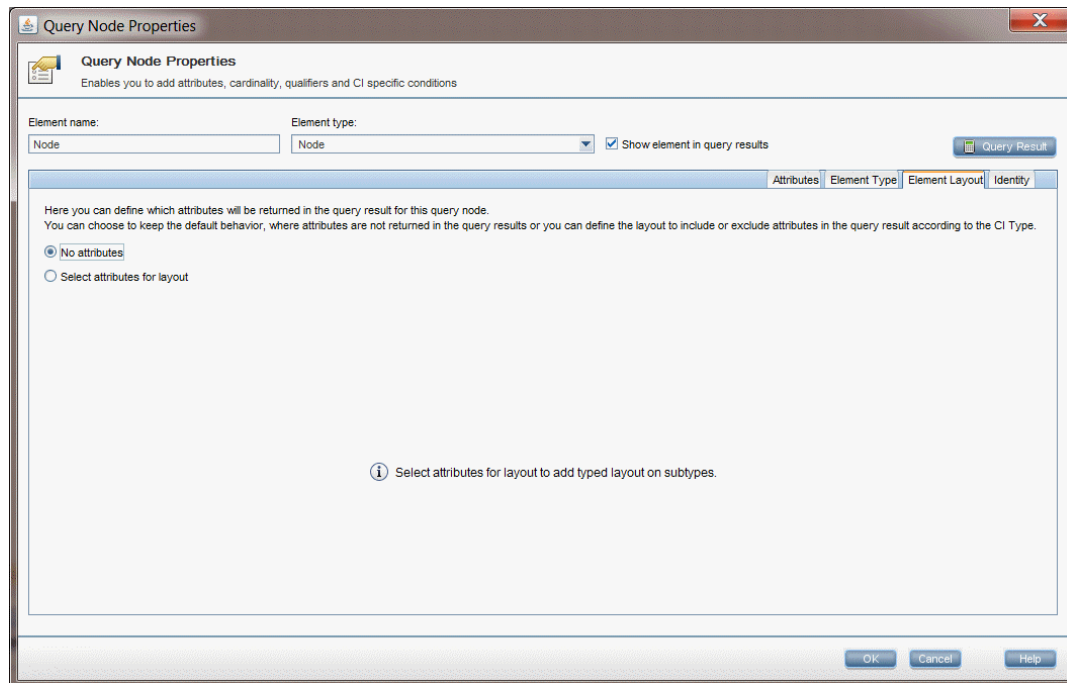 Query Node Properties
Query Node Properties
Enables you to add attributes, cardinality, qualifiers and CI specific conditions
Element name:
Element type:
Node
Node
Show element in query results
Query Result
Attributes
Element Type
Element Layout
Identity
Here you can define which attributes will be returned in the query result for this query node.
You can choose to keep the default behavior, where attributes are not returned in the query results or you can define the layout to include or exclude attributes in the query result according to the CI Type.
No attributes
Select attributes for layout
Select attributes for layout to add typed layout on subtypes.
OK
Cancel
Help